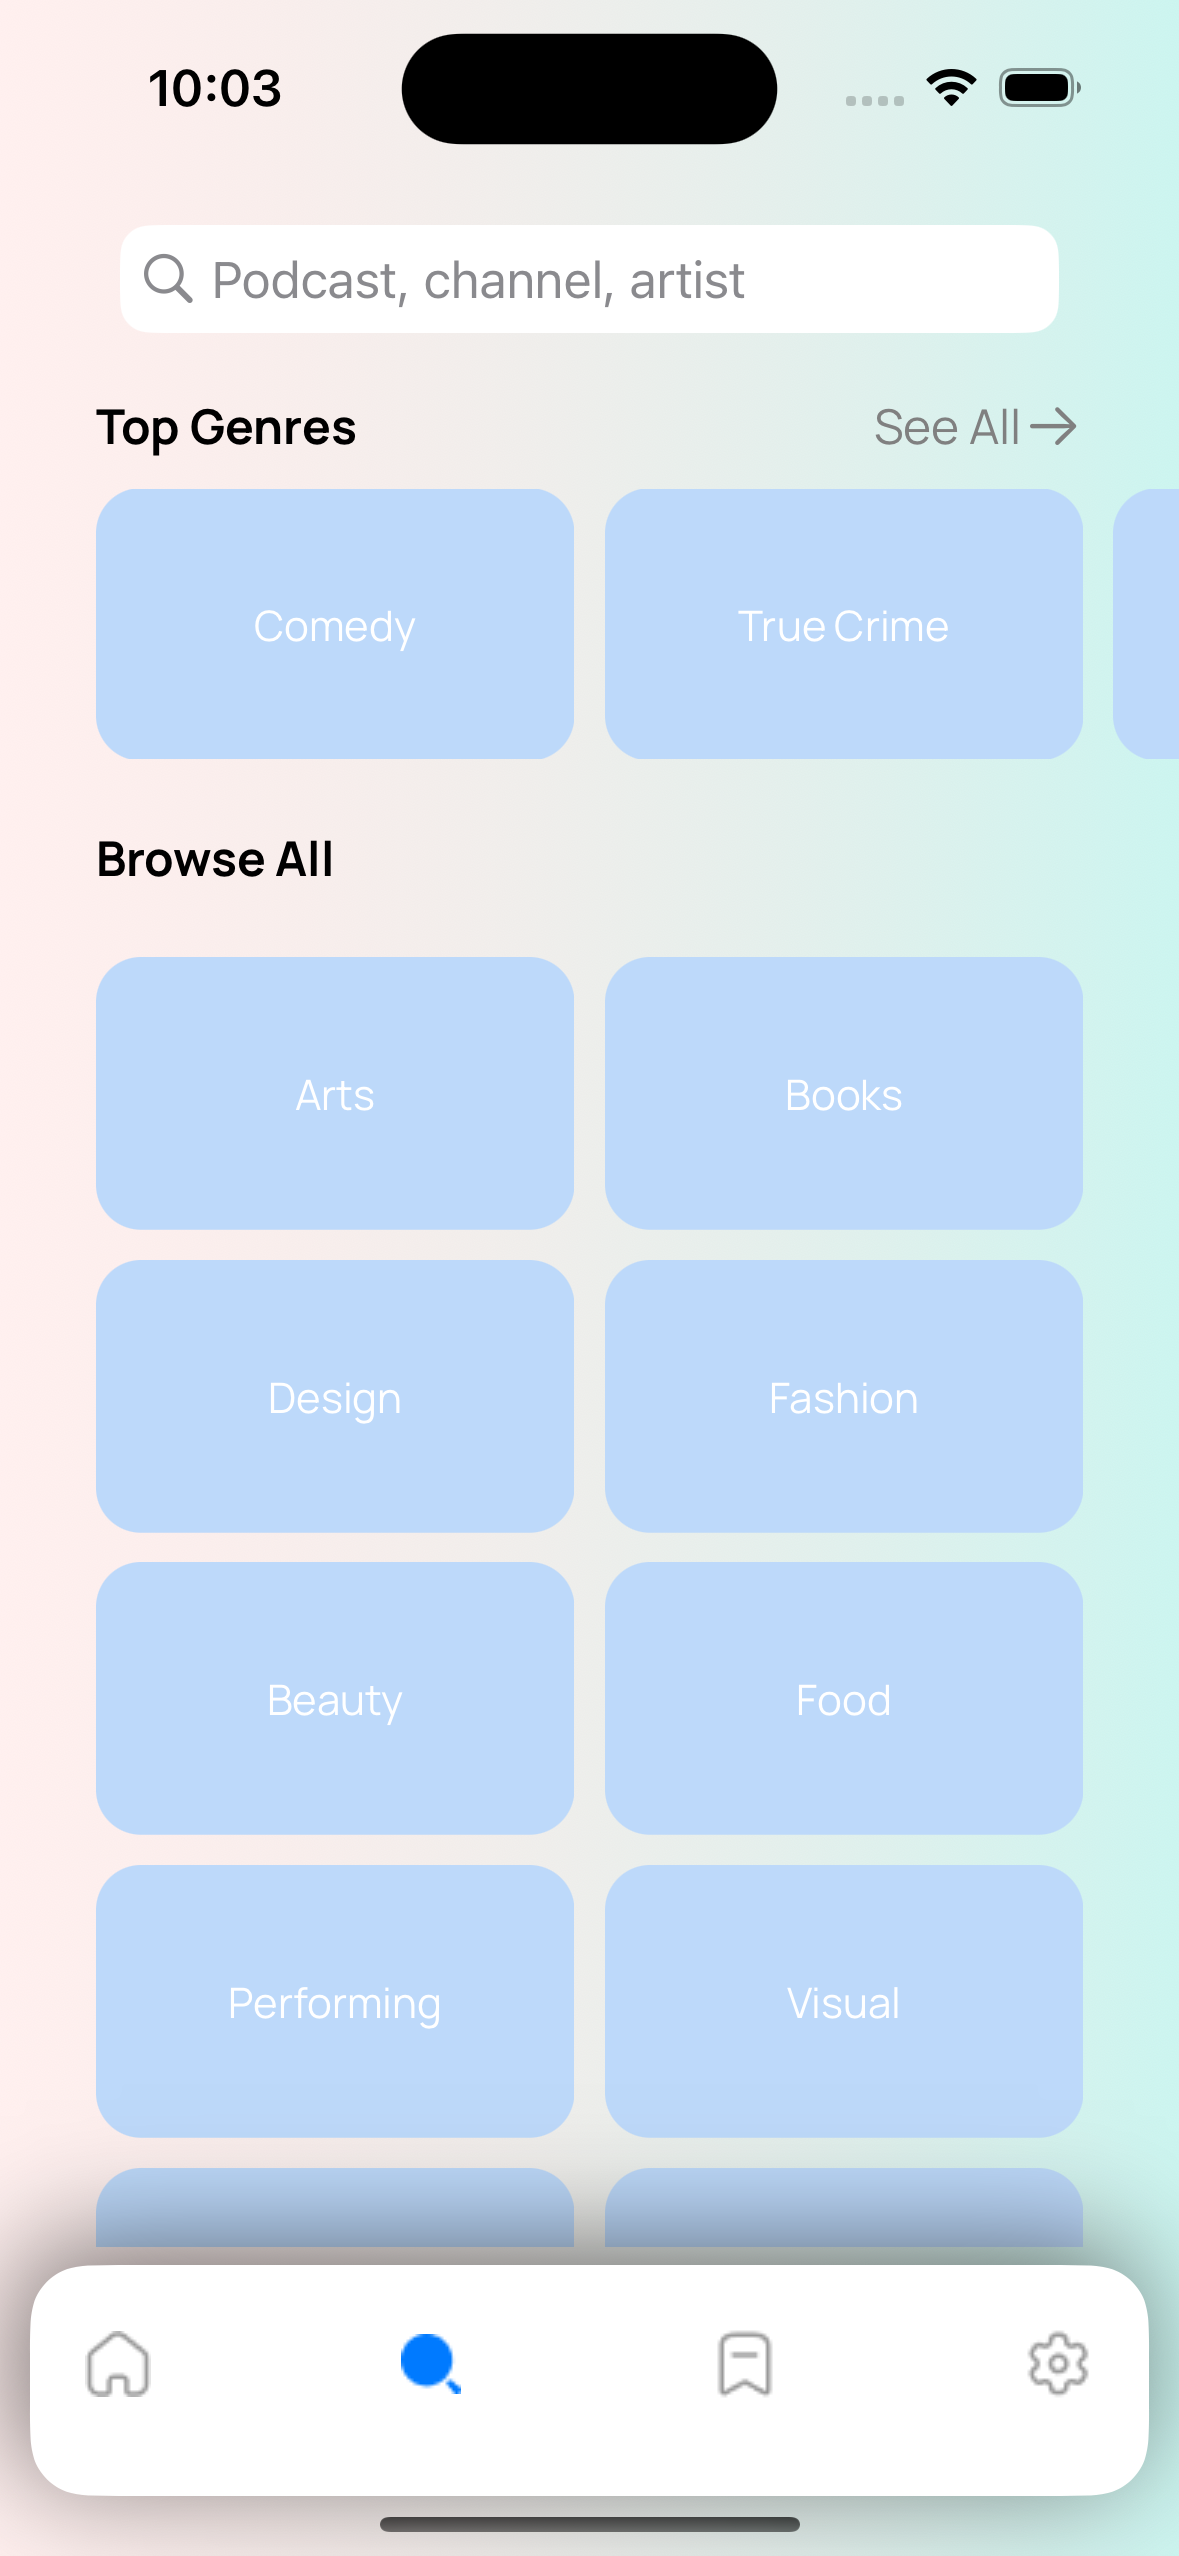 10:03
Podcast, channel, artist
Top Genres
See All
Comedy
True Crime
Browse All
Arts
Books
Design
Fashion
Beauty
Food
Performing
Visual